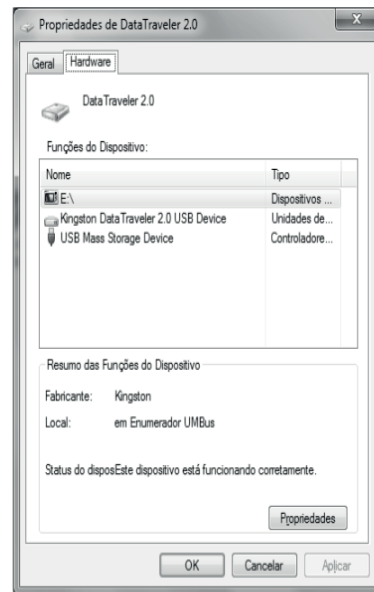 Propriedades de DataTraveler 2.0
X
Geral Hardware
DataTraveler 2.0
Funções do Dispositivo:
Nome Tipo
E:\ Dispositivos ...
Kingston DataTraveler 2.0 USB Device Unidades de...
USB Mass Storage Device Controladore...
Resumo das Funções do Dispositivo
Fabricante: Kingston
Local: em Enumerador UMBus
Status do disposEste dispositivo está funcionando corretamente.
Propriedades
OK Cancelar Aplicar